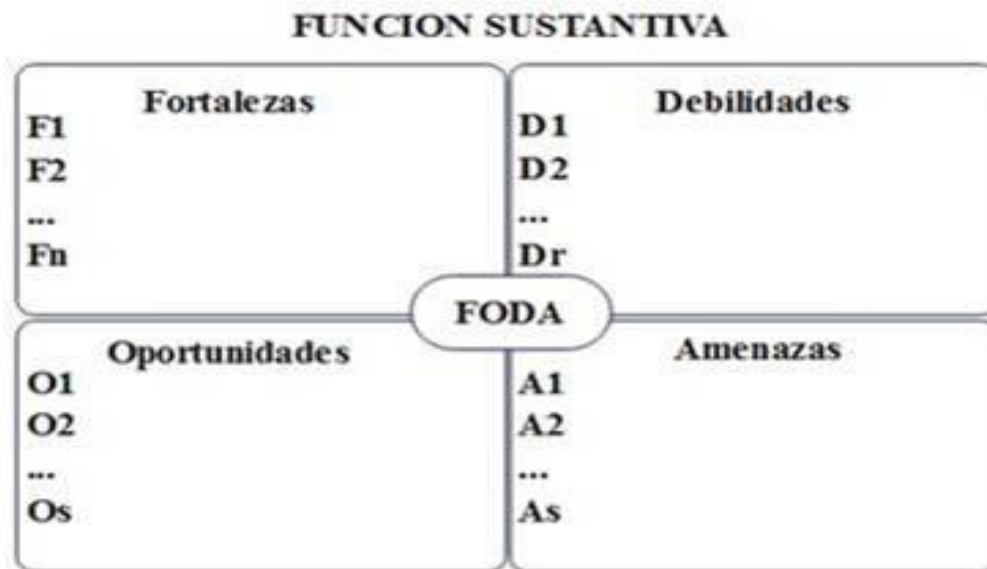 FUNCION SUSTANTIVA
Fortalezas
F1
F2
...
Fn
Debilidades
D1
D2
...
Dr
FODA
Oportunidades
O1
O2
...
Os
Amenazas
A1
A2
...
As